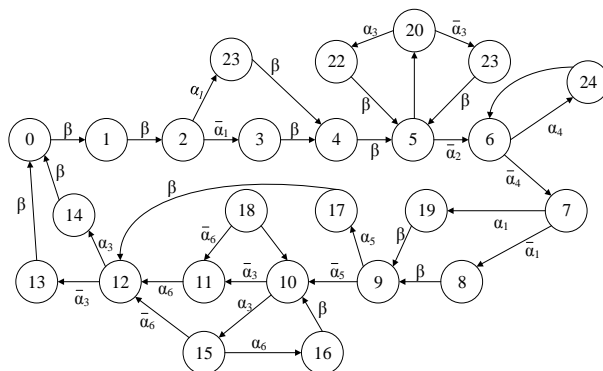 20
α₃
ᾱ₃
23
22
23
24
α₁
β
β
β
α₄
0
β
1
β
2
ᾱ₁
3
β
4
β
5
ᾱ₂
6
ᾱ₄
β
β
14
β
18
17
19
α₁
7
ᾱ₆
α₅
β
ᾱ₁
α₃
13
ᾱ₃
12
α₆
11
ᾱ₃
10
ᾱ₅
9
β
8
ᾱ₆
α₃
β
15
α₆
16